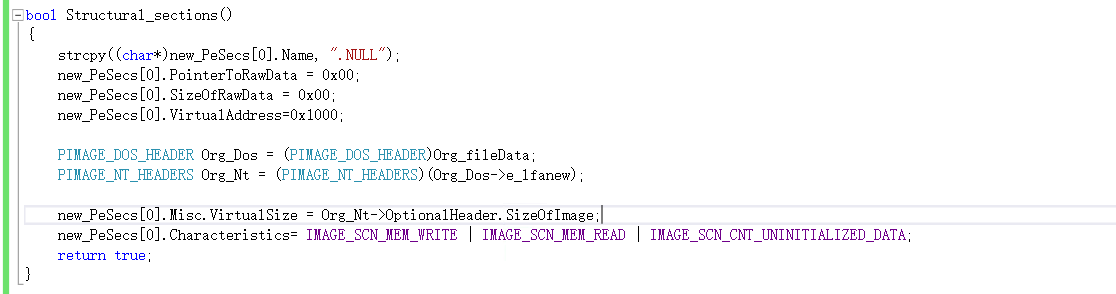 bool Structural_sections()
{
strcpy((char*)new_PeSecs[0].Name, ".NULL");
new_PeSecs[0].PointerToRawData = 0x00;
new_PeSecs[0].SizeOfRawData = 0x00;
new_PeSecs[0].VirtualAddress=0x1000;
PIMAGE_DOS_HEADER Org_Dos = (PIMAGE_DOS_HEADER)Org_fileData;
PIMAGE_NT_HEADERS Org_Nt = (PIMAGE_NT_HEADERS)(Org_Dos->e_lfanew);
new_PeSecs[0].Misc.VirtualSize = Org_Nt->OptionalHeader.SizeOfImage;
new_PeSecs[0].Characteristics= IMAGE_SCN_MEM_WRITE | IMAGE_SCN_MEM_READ | IMAGE_SCN_CNT_UNINITIALIZED_DATA;
return true;
}